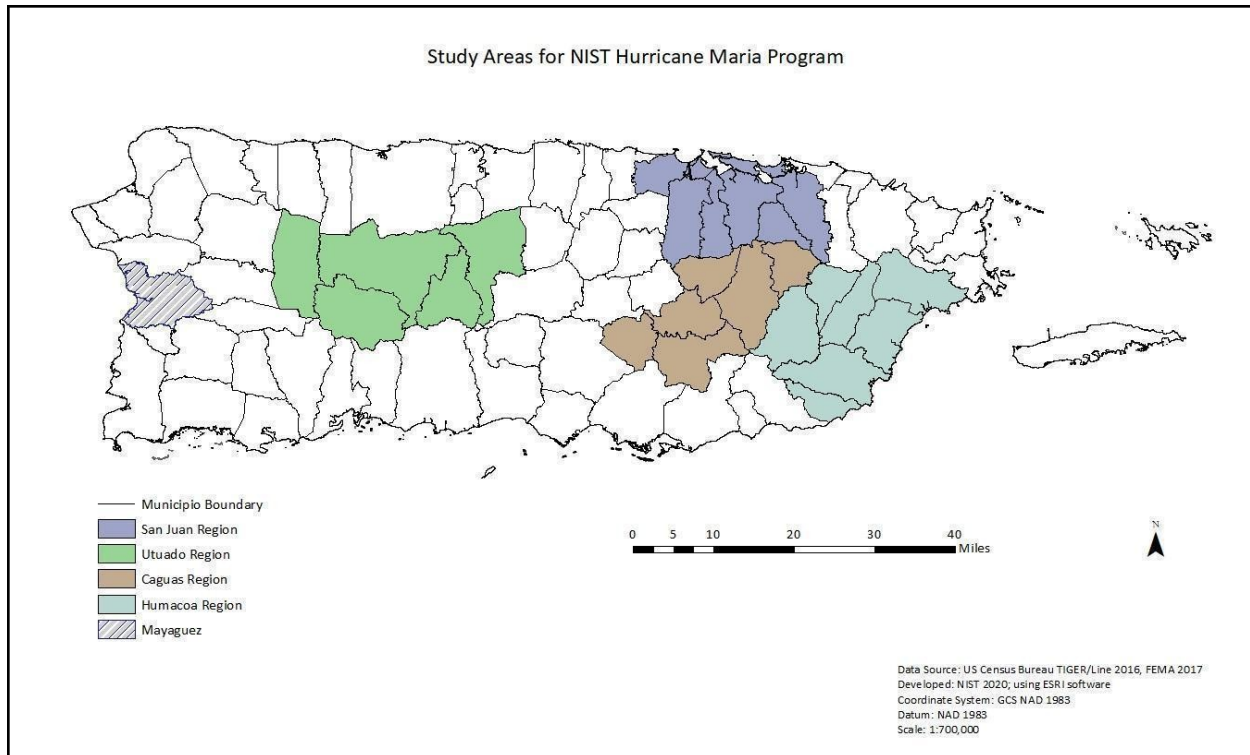 Study Areas for NIST Hurricane Maria Program
Municipio Boundary
San Juan Region
Utuado Region
Caguas Region
Humacoa Region
Mayaguez
0 5 10 20 30 40
Miles
N
Data Source: US Census Bureau TIGER/Line 2016, FEMA 2017
Developed: NIST 2020; using ESRI software
Coordinate System: GCS NAD 1983
Datum: NAD 1983
Scale: 1:700,000